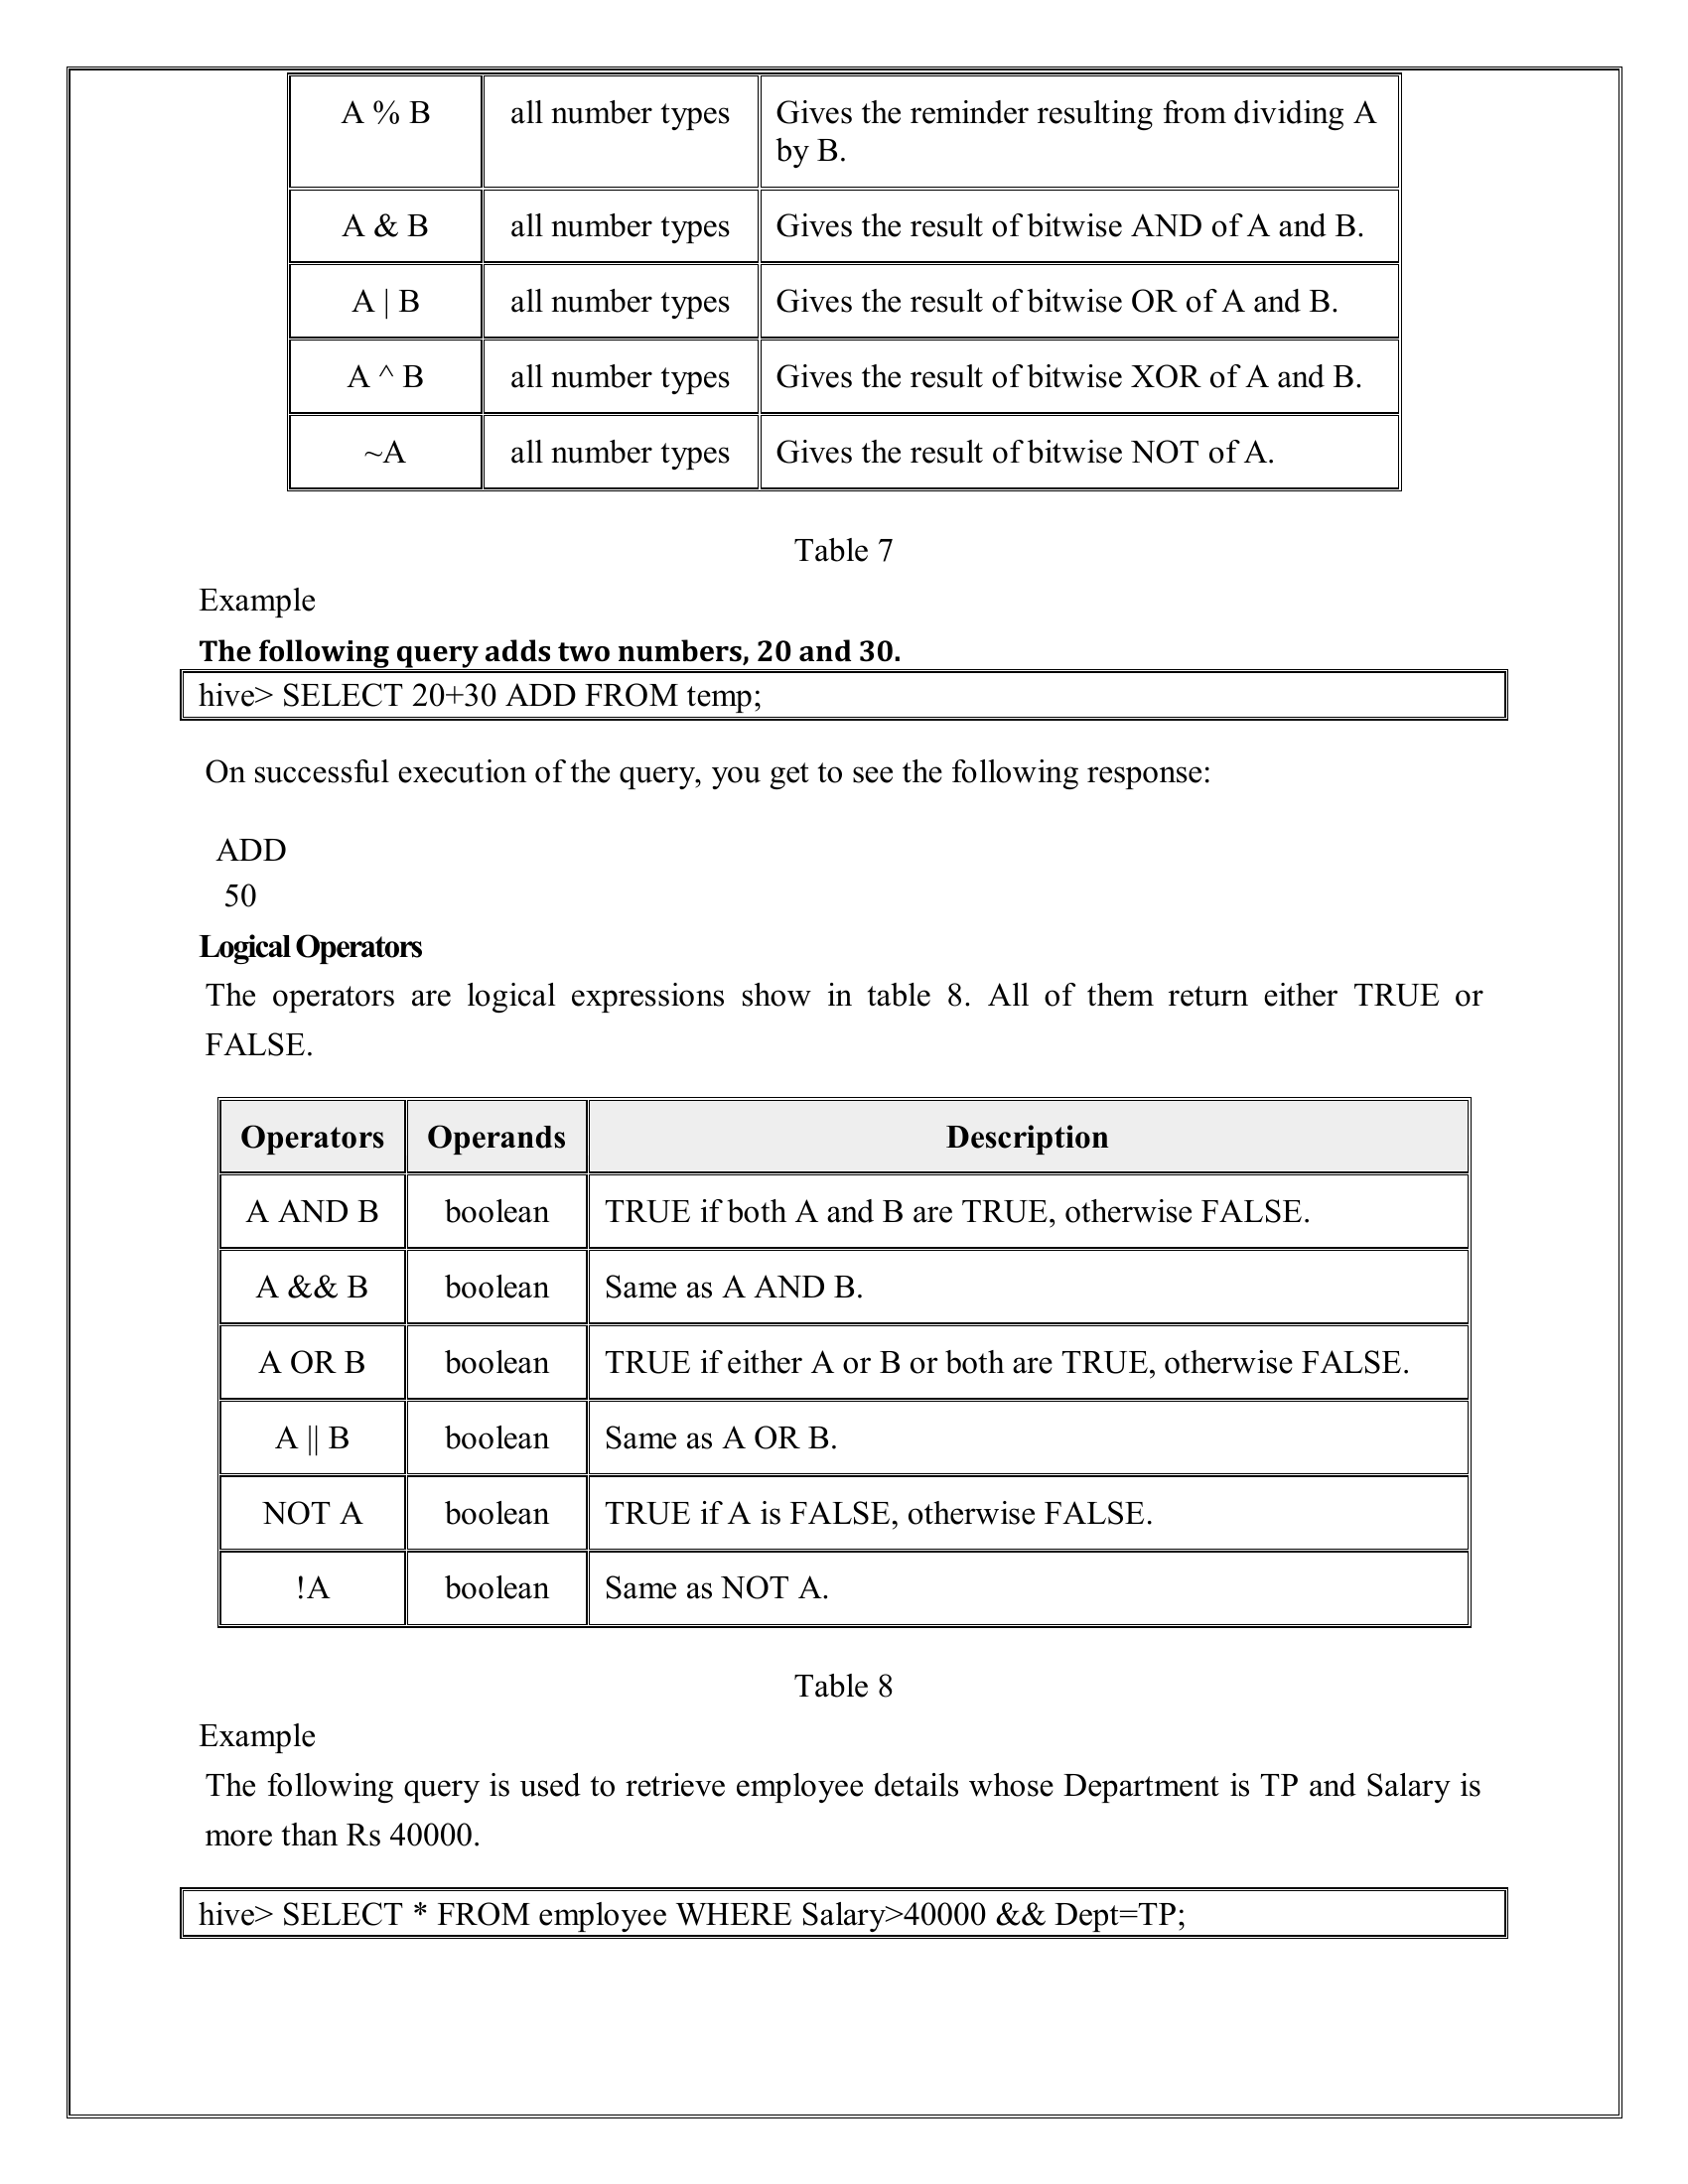 A % B all number types Gives the reminder resulting from dividing A
by B.
A & B all number types Gives the result of bitwise AND of A and B.
A | B all number types Gives the result of bitwise OR of A and B.
A ^ B all number types Gives the result of bitwise XOR of A and B.
~A all number types Gives the result of bitwise NOT of A.
Table 7
Example
The following query adds two numbers, 20 and 30.
hive> SELECT 20+30 ADD FROM temp;
On successful execution of the query, you get to see the following response:
ADD
50
Logical Operators
The operators are logical expressions show in table 8. All of them return either TRUE or
FALSE.
Operators Operands Description
A AND B boolean TRUE if both A and B are TRUE, otherwise FALSE.
A && B boolean Same as A AND B.
A OR B boolean TRUE if either A or B or both are TRUE, otherwise FALSE.
A || B boolean Same as A OR B.
NOT A boolean TRUE if A is FALSE, otherwise FALSE.
!A boolean Same as NOT A.
Table 8
Example
The following query is used to retrieve employee details whose Department is TP and Salary is
more than Rs 40000.
hive> SELECT * FROM employee WHERE Salary>40000 && Dept=TP;